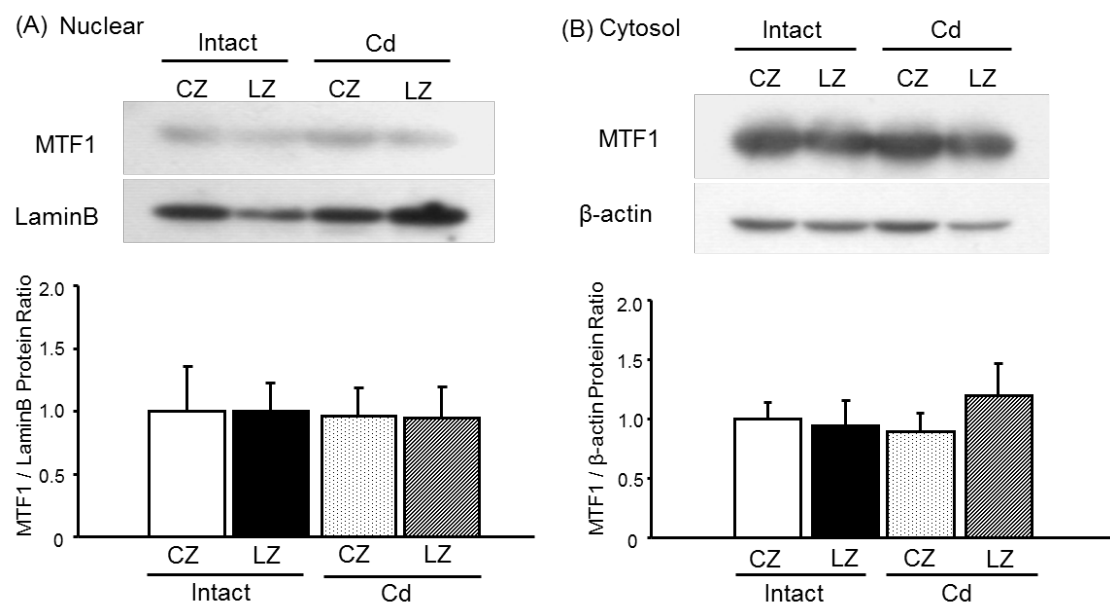 (A) Nuclear
Intact Cd
CZ LZ CZ LZ
MTF1
LaminB
MTF1 / LaminB Protein Ratio
2.0
1.5
1.0
0.5
0
CZ LZ CZ LZ
Intact Cd
(B) Cytosol
Intact Cd
CZ LZ CZ LZ
MTF1
β-actin
MTF1 / β-actin Protein Ratio
2.0
1.5
1.0
0.5
0
CZ LZ CZ LZ
Intact Cd